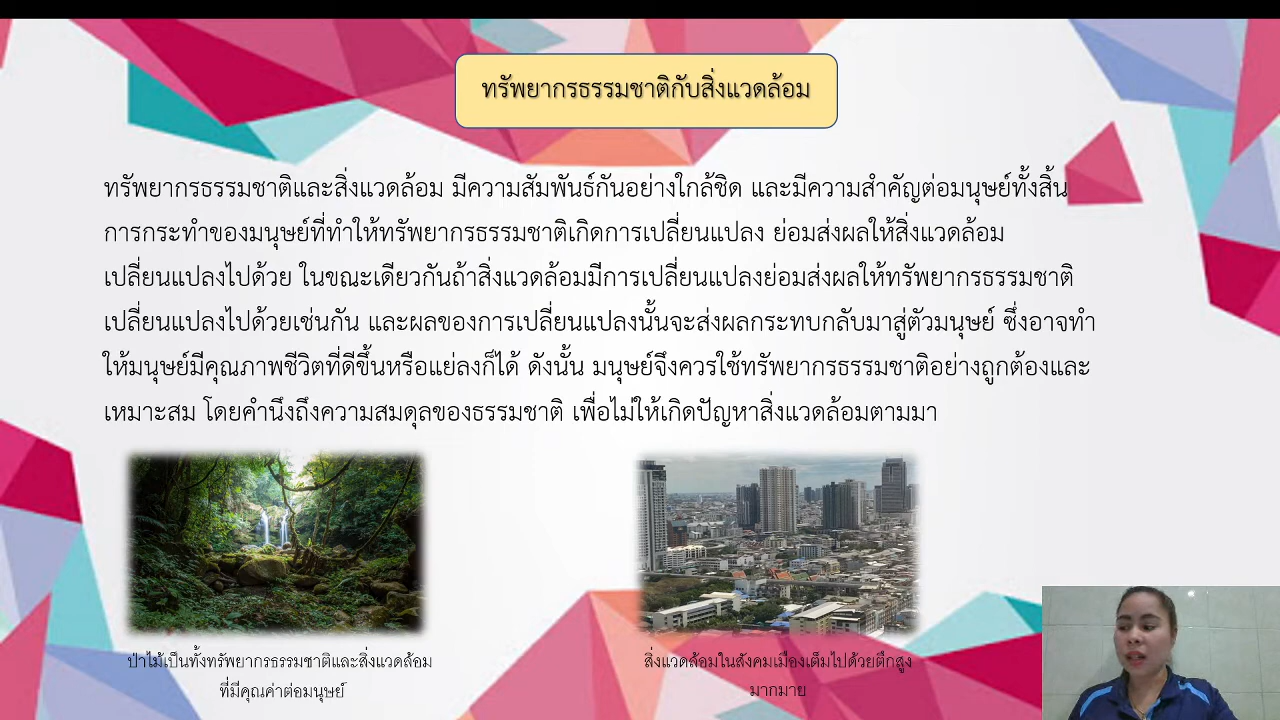 ทรัพยากรธรรมชาติกับสิ่งแวดล้อม
ทรัพยากรธรรมชาติและสิ่งแวดล้อม มีความสัมพันธ์กันอย่างใกล้ชิด และมีความสำคัญต่อมนุษย์ทั้งสิ้น
การกระทำของมนุษย์ที่ทำให้ทรัพยากรธรรมชาติเกิดการเปลี่ยนแปลง ย่อมส่งผลให้สิ่งแวดล้อม
เปลี่ยนแปลงไปด้วย ในขณะเดียวกันถ้าสิ่งแวดล้อมมีการเปลี่ยนแปลงย่อมส่งผลให้ทรัพยากรธรรมชาติ
เปลี่ยนแปลงไปด้วยเช่นกัน และผลของการเปลี่ยนแปลงนั้นจะส่งผลกระทบกลับมาสู่ตัวมนุษย์ ซึ่งอาจทำ
ให้มนุษย์มีคุณภาพชีวิตที่ดีขึ้นหรือแย่ลงก็ได้ ดังนั้น มนุษย์จึงควรใช้ทรัพยากรธรรมชาติอย่างถูกต้องและ
เหมาะสม โดยคำนึงถึงความสมดุลของธรรมชาติ เพื่อไม่ให้เกิดปัญหาสิ่งแวดล้อมตามมา
ป่าไม้เป็นทั้งทรัพยากรธรรมชาติและสิ่งแวดล้อม
ที่มีคุณค่าต่อมนุษย์
สิ่งแวดล้อมในสังคมเมืองเต็มไปด้วยตึกสูง
มากมาย